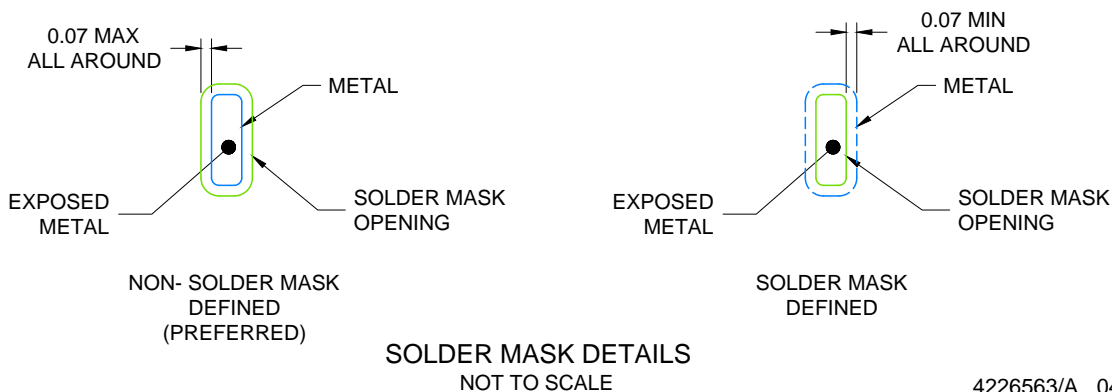 0.07 MAX
ALL AROUND
METAL
EXPOSED
METAL
SOLDER MASK
OPENING
NON- SOLDER MASK
DEFINED
(PREFERRED)
0.07 MIN
ALL AROUND
METAL
EXPOSED
METAL
SOLDER MASK
OPENING
SOLDER MASK
DEFINED
SOLDER MASK DETAILS
NOT TO SCALE
4226563/A 04